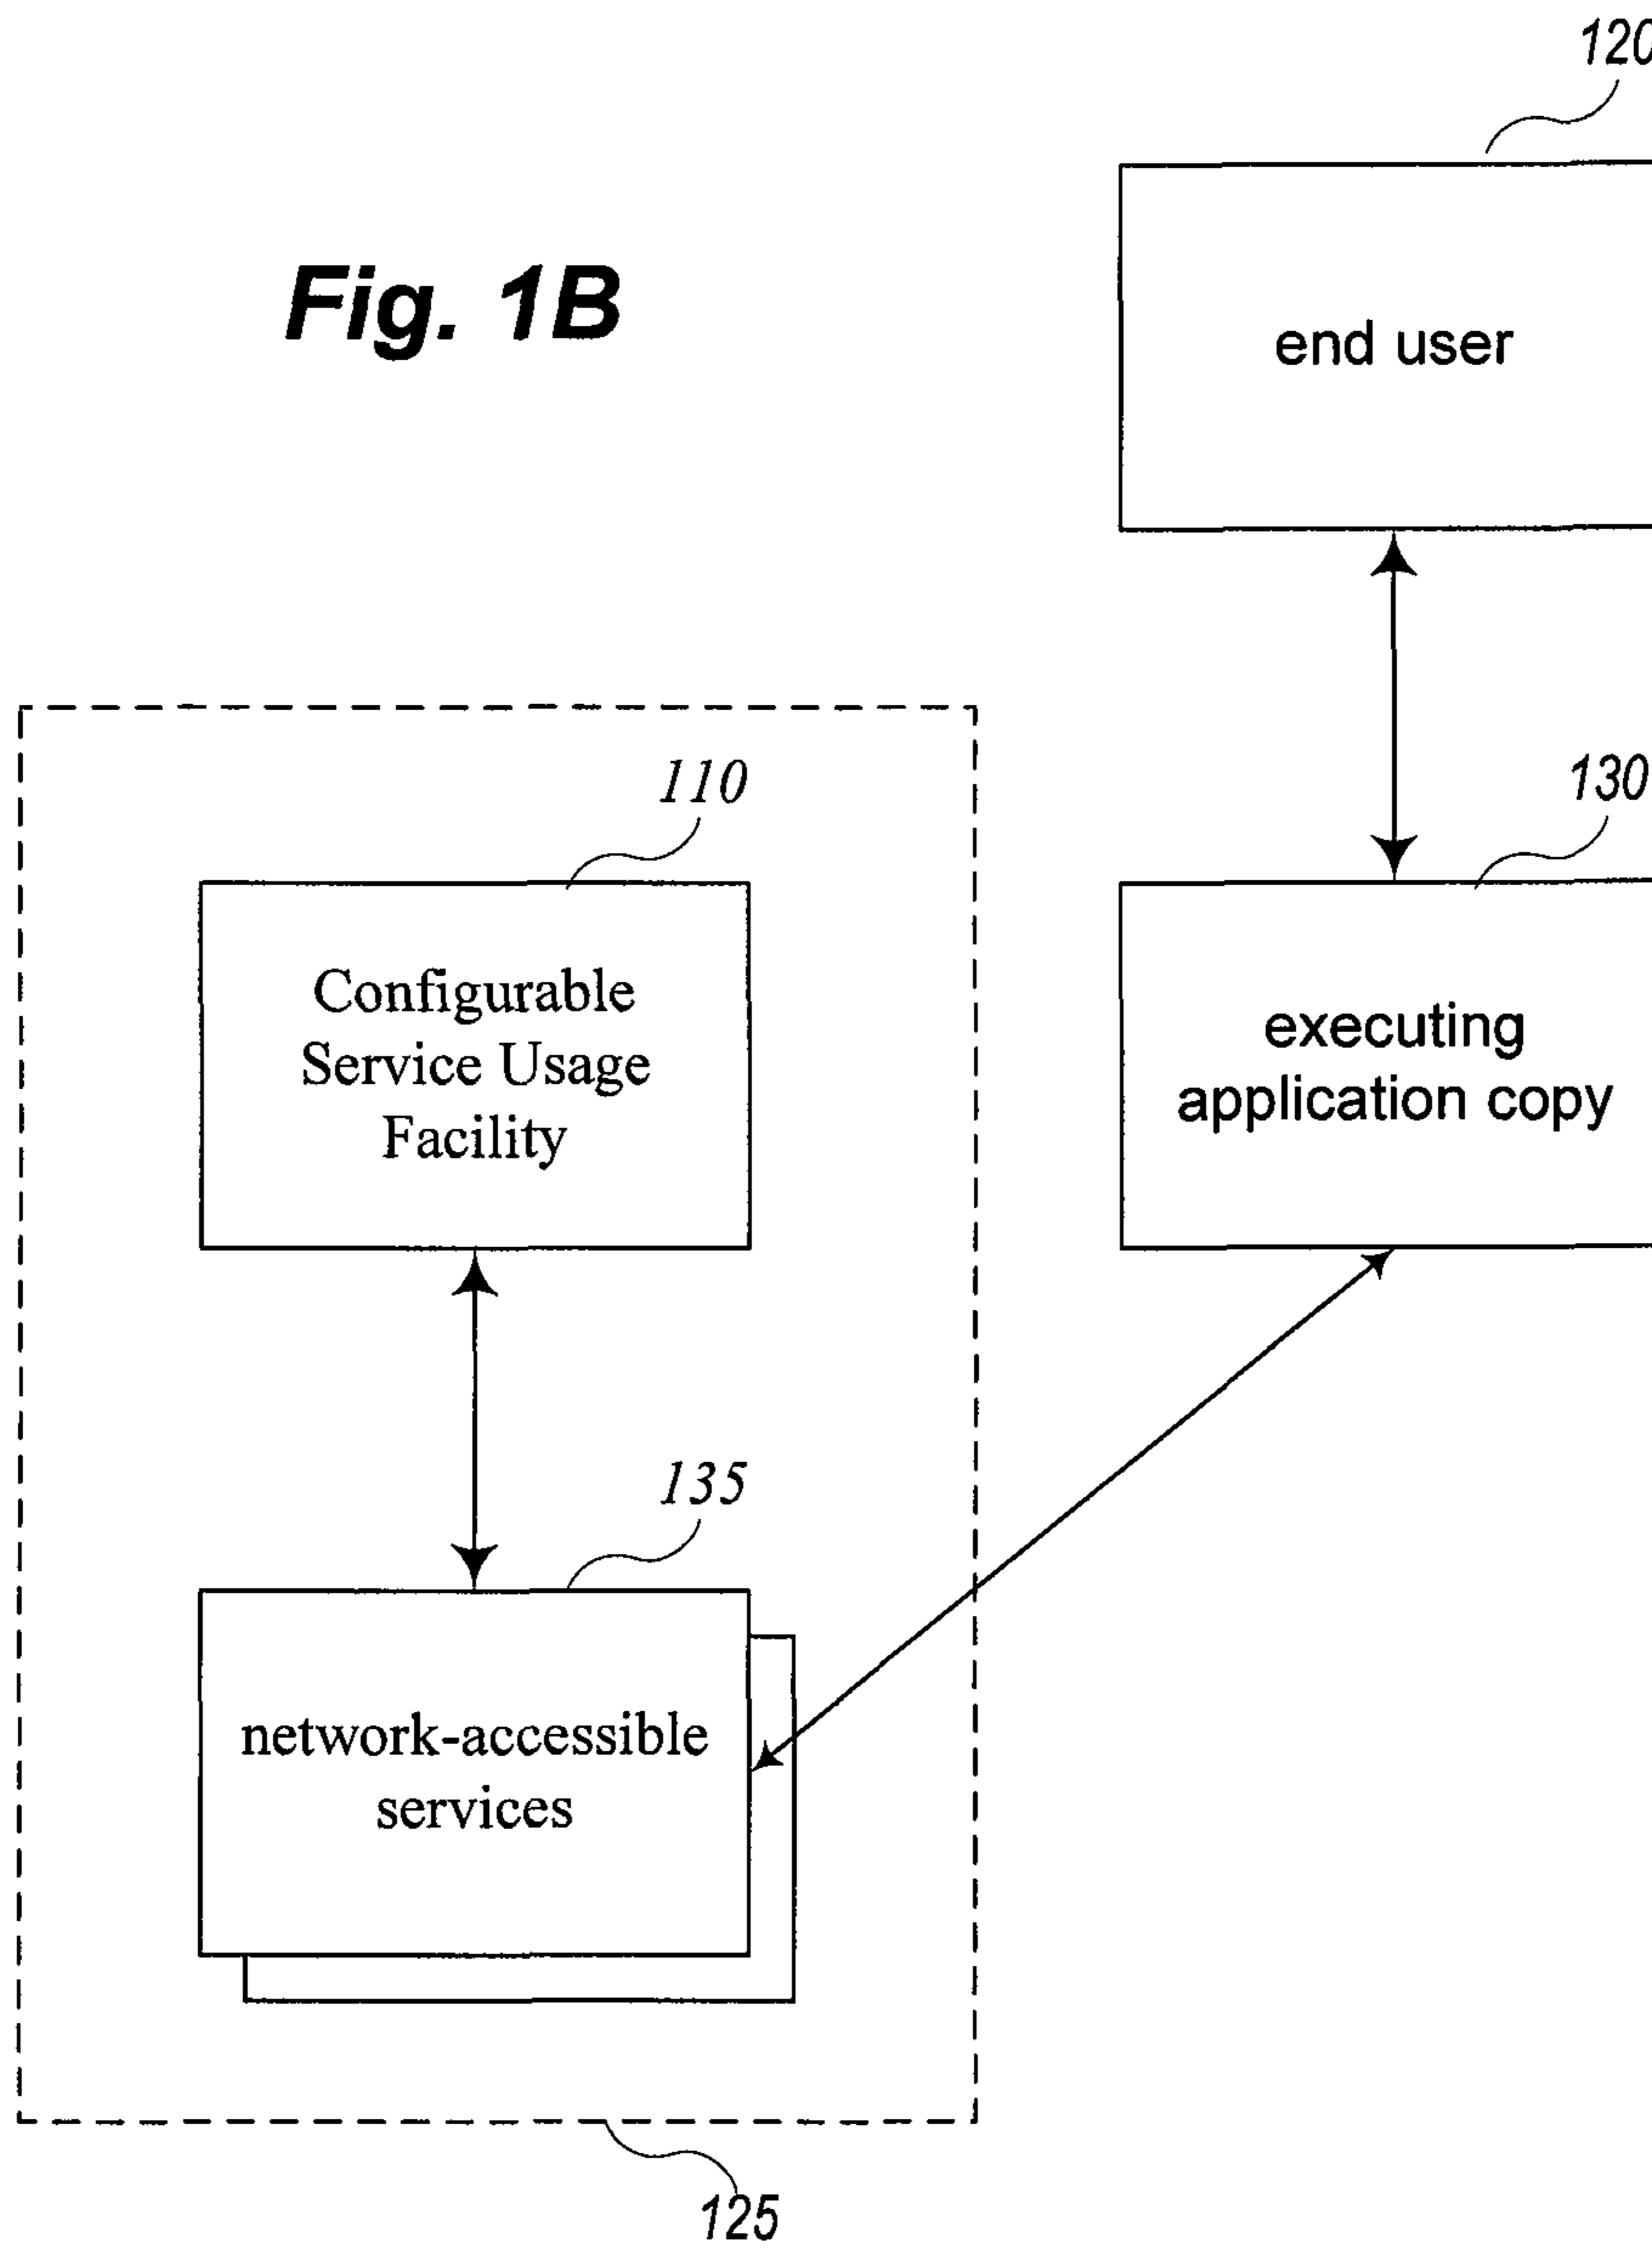 120
Fig. 1B
end user
110
130
Configurable
Service Usage
Facility
executing
application copy
135
network-accessible
services
125